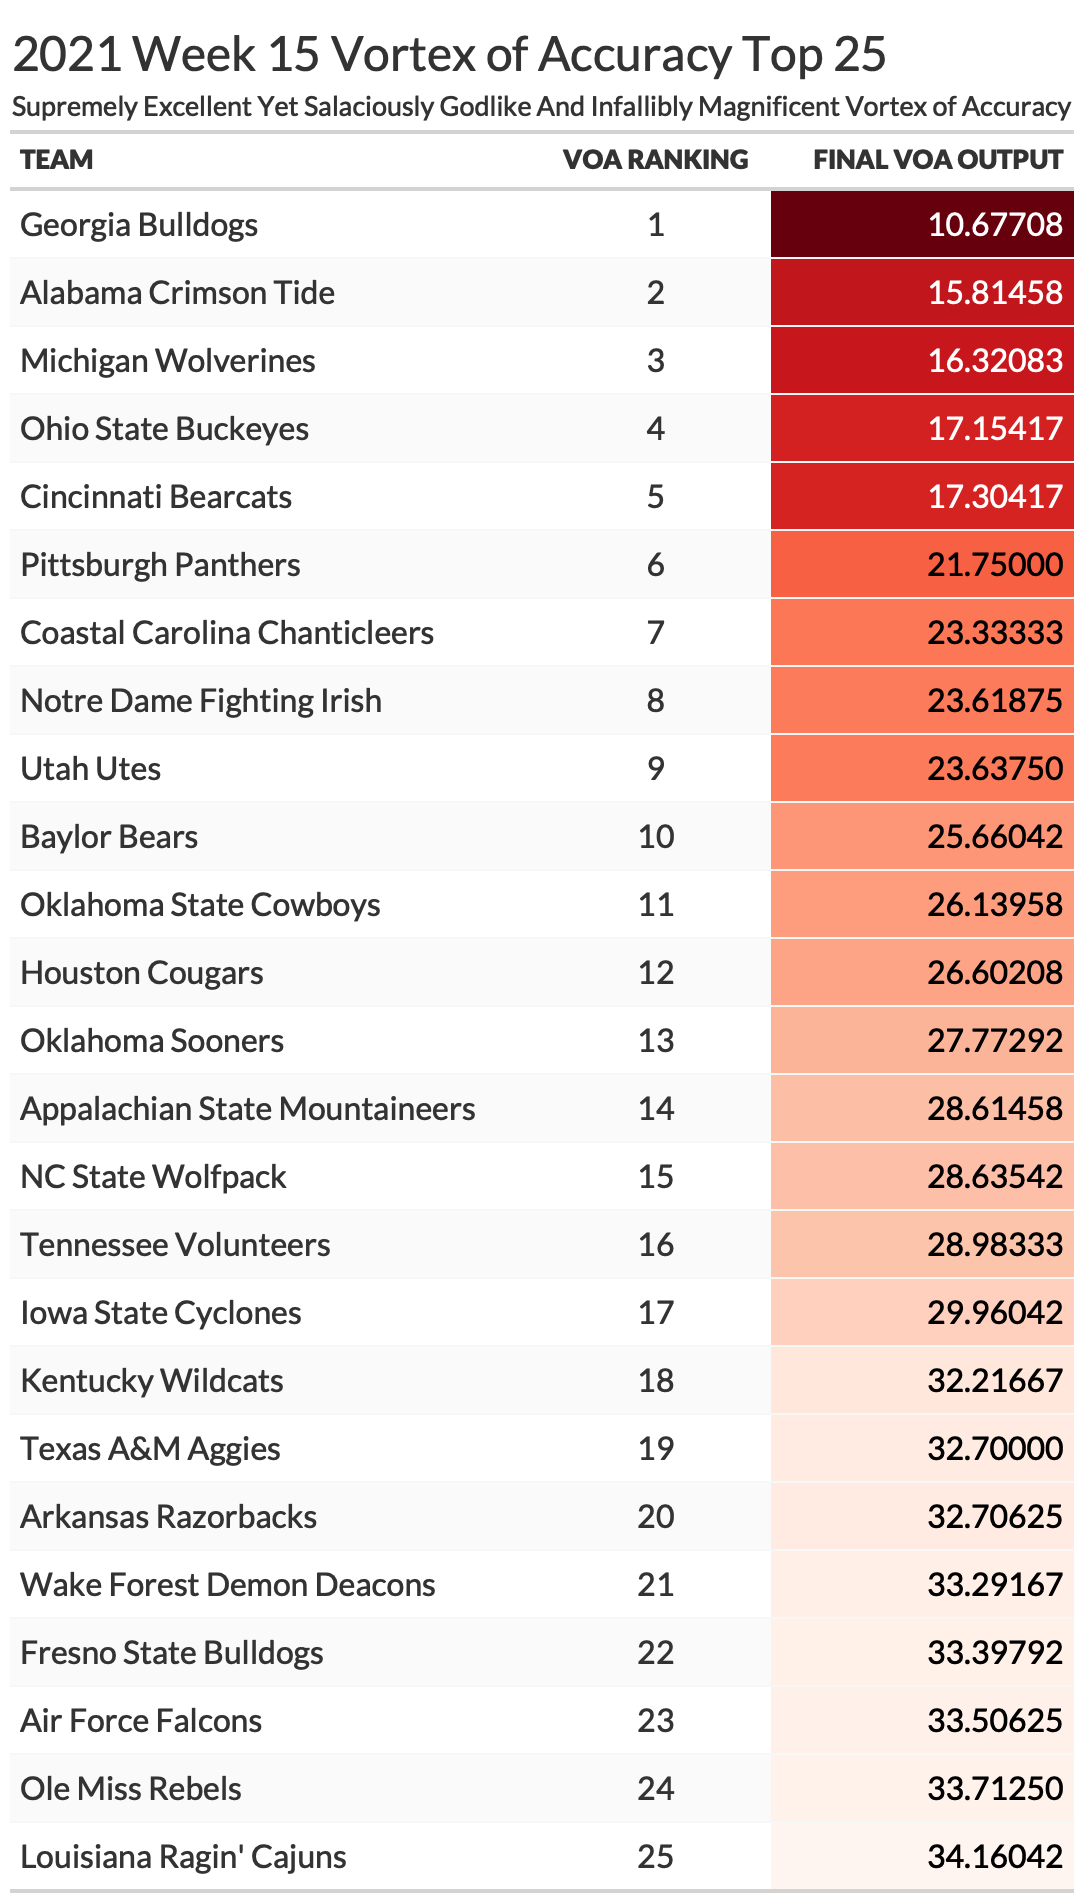 2021 Week 15 Vortex of Accuracy Top 25
Supremely Excellent Yet Salaciously Godlike And Infallibly Magnificent Vortex of Accuracy
TEAM VOA RANKING FINAL VOA OUTPUT
Georgia Bulldogs 1 10.67708
Alabama Crimson Tide 2 15.81458
Michigan Wolverines 3 16.32083
Ohio State Buckeyes 4 17.15417
Cincinnati Bearcats 5 17.30417
Pittsburgh Panthers 6 21.75000
Coastal Carolina Chanticleers 7 23.33333
Notre Dame Fighting Irish 8 23.61875
Utah Utes 9 23.63750
Baylor Bears 10 25.66042
Oklahoma State Cowboys 11 26.13958
Houston Cougars 12 26.60208
Oklahoma Sooners 13 27.77292
Appalachian State Mountaineers 14 28.61458
NC State Wolfpack 15 28.63542
Tennessee Volunteers 16 28.98333
Iowa State Cyclones 17 29.96042
Kentucky Wildcats 18 32.21667
Texas A&M Aggies 19 32.70000
Arkansas Razorbacks 20 32.70625
Wake Forest Demon Deacons 21 33.29167
Fresno State Bulldogs 22 33.39792
Air Force Falcons 23 33.50625
Ole Miss Rebels 24 33.71250
Louisiana Ragin' Cajuns 25 34.16042